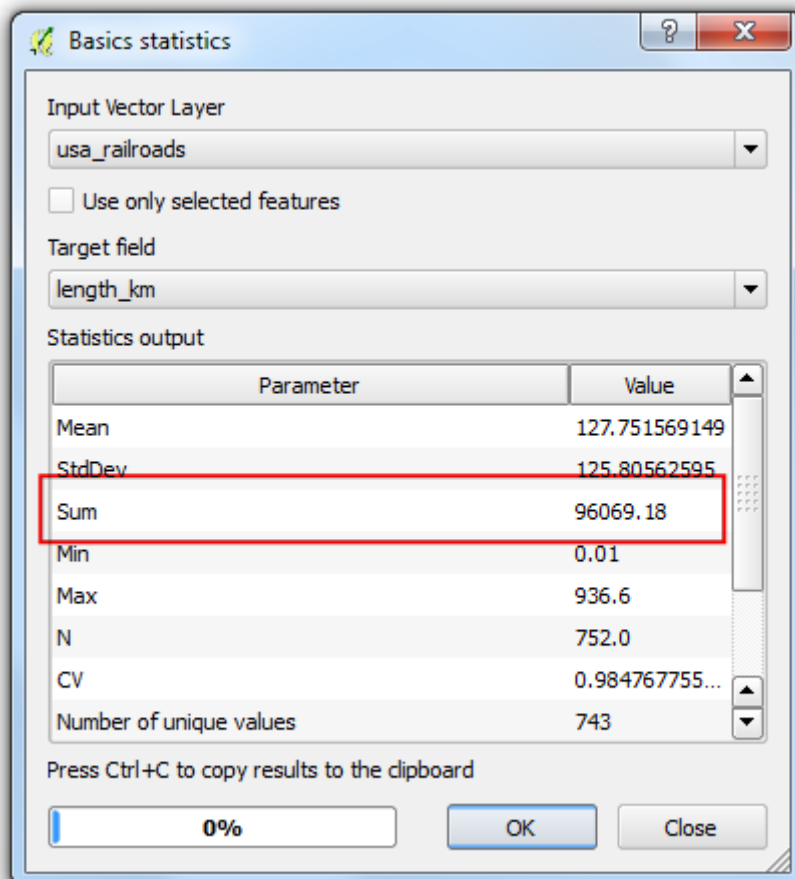 Basics statistics
Input Vector Layer
usa_railroads
Use only selected features
Target field
length_km
Statistics output
Parameter Value
Mean 127.751569149
StdDev 125.80562595
Sum 96069.18
Min 0.01
Max 936.6
N 752.0
CV 0.984767755...
Number of unique values 743
Press Ctrl+C to copy results to the clipboard
0% OK Close